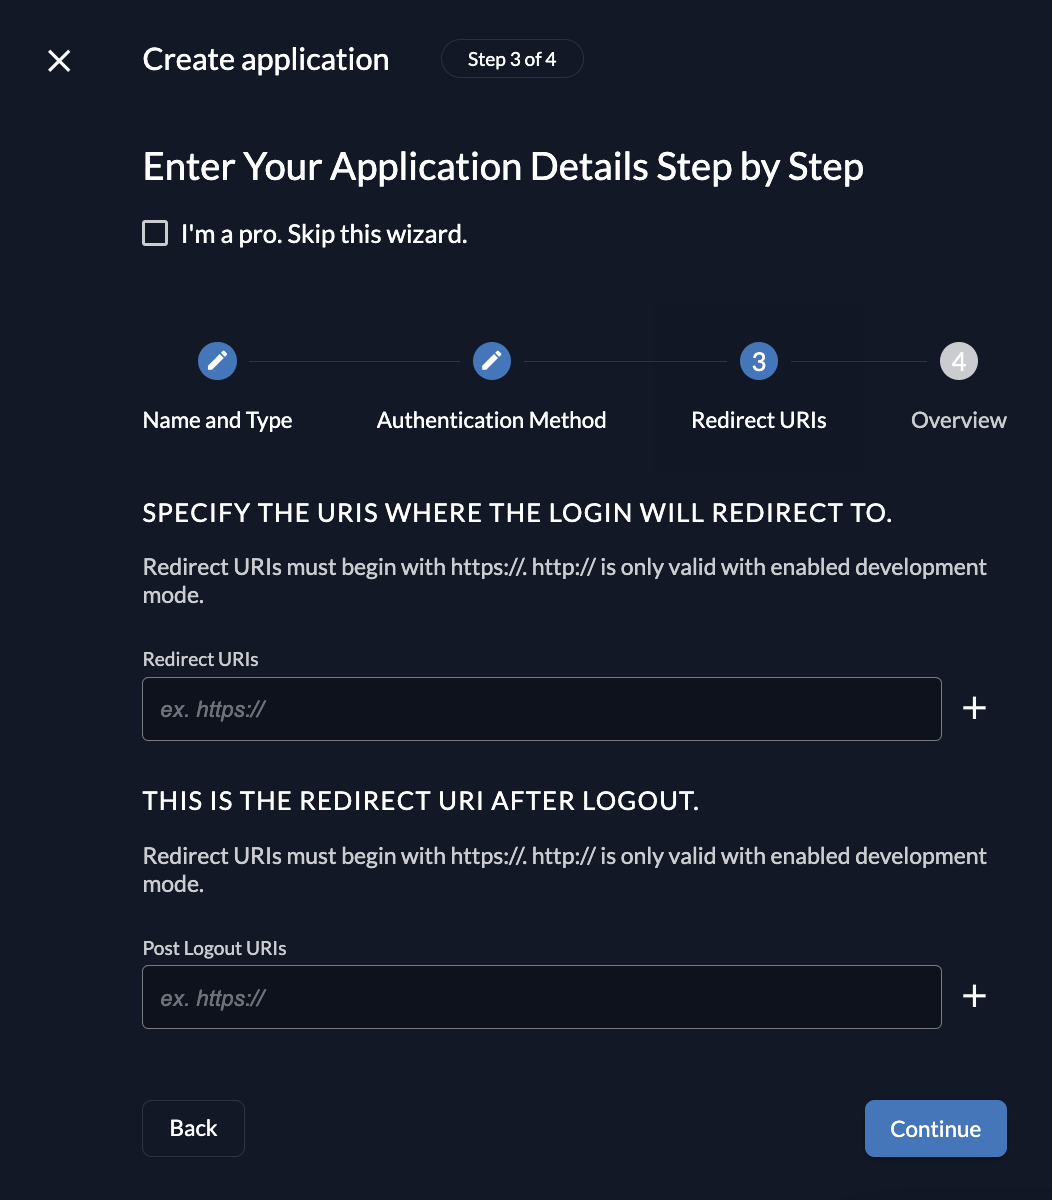 Create application
Step 3 of 4
Enter Your Application Details Step by Step
I'm a pro. Skip this wizard.
3
4
Name and Type
Authentication Method
Redirect URIs
Overview
SPECIFY THE URIS WHERE THE LOGIN WILL REDIRECT TO.
Redirect URIs must begin with https://. http:// is only valid with enabled development
mode.
Redirect URIs
ex. https://
THIS IS THE REDIRECT URI AFTER LOGOUT.
Redirect URIs must begin with https://. http:// is only valid with enabled development
mode.
Post Logout URIs
ex. https://
Back
Continue